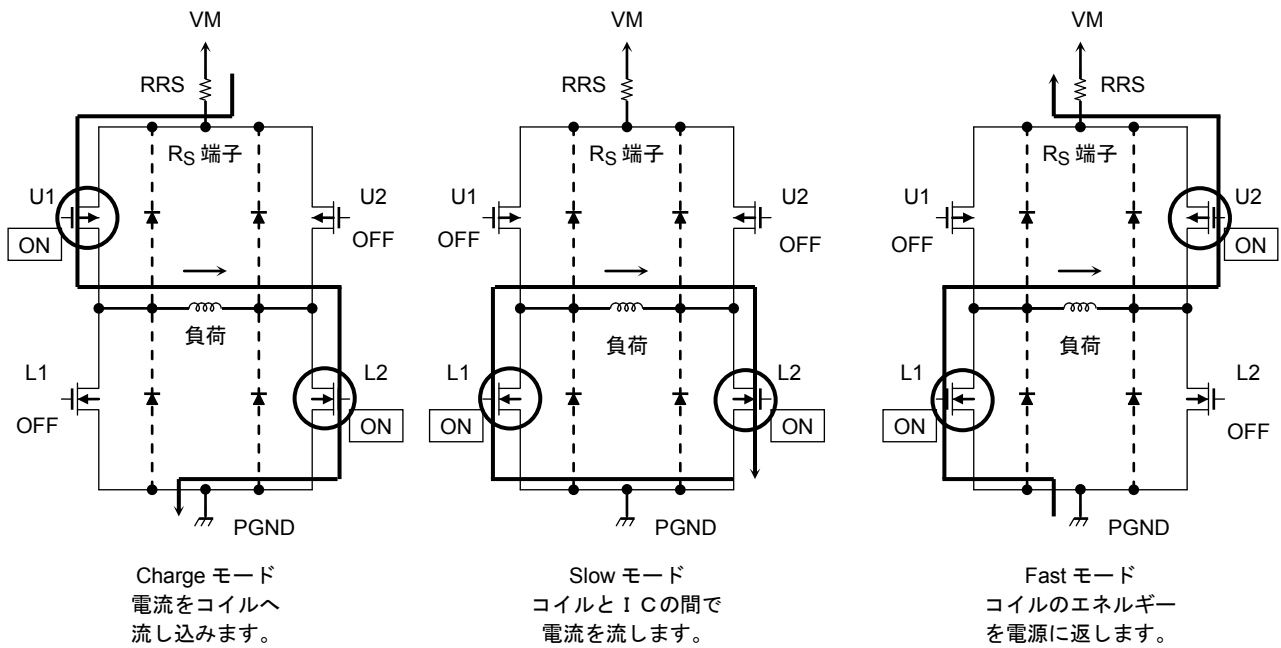 VM
RRS
RS 端子
U1
U2
ON
OFF
負荷
L1
L2
OFF
ON
PGND
Charge モード
電流をコイルへ
流し込みます。
VM
RRS
RS 端子
U1
U2
OFF
OFF
負荷
L1
L2
ON
ON
PGND
Slow モード
コイルとＩＣの間で
電流を流します。
VM
RRS
RS 端子
U1
U2
OFF
ON
負荷
L1
L2
ON
OFF
PGND
Fast モード
コイルのエネルギー
を電源に返します。